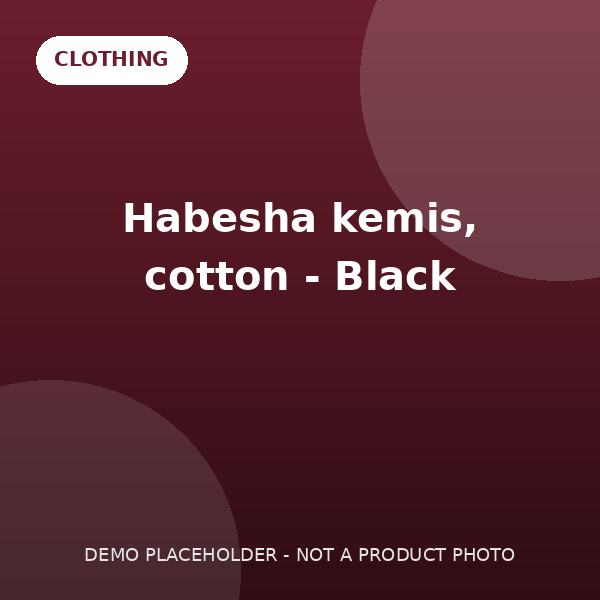 CLOTHING
Habesha kemis,
cotton - Black
DEMO PLACEHOLDER - NOT A PRODUCT PHOTO